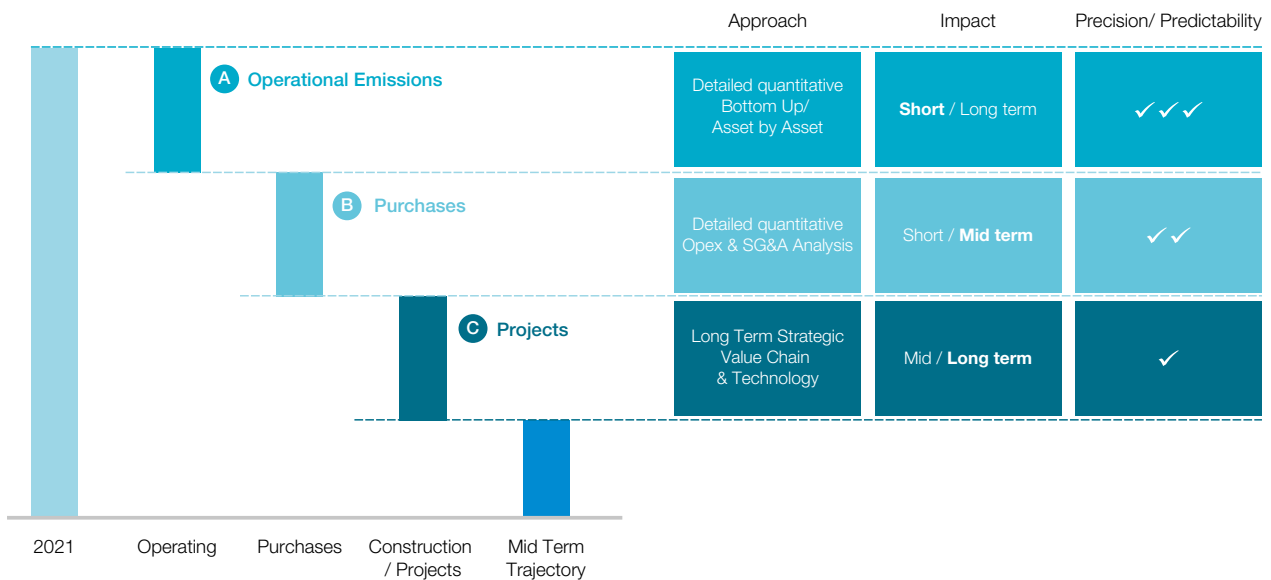 Approach
Impact
Precision/ Predictability
A Operational Emissions
Detailed quantitative
Bottom Up/
Asset by Asset
Short / Long term
✓✓✓
B Purchases
Detailed quantitative
Opex & SG&A Analysis
Short / Mid term
✓✓
C Projects
Long Term Strategic
Value Chain
& Technology
Mid / Long term
✓
2021
Operating
Purchases
Construction
/ Projects
Mid Term
Trajectory